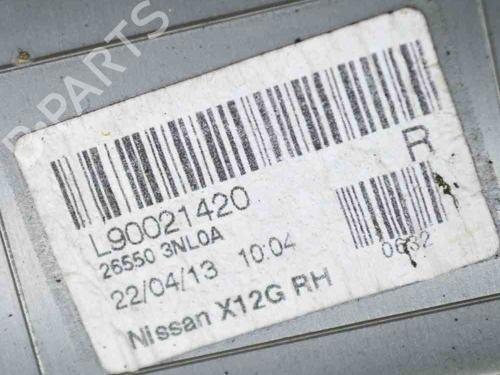 B-PARTS
R
L90021420
26550 3NL0A
22/04/13 10:04
0632
Nissan X12G RH